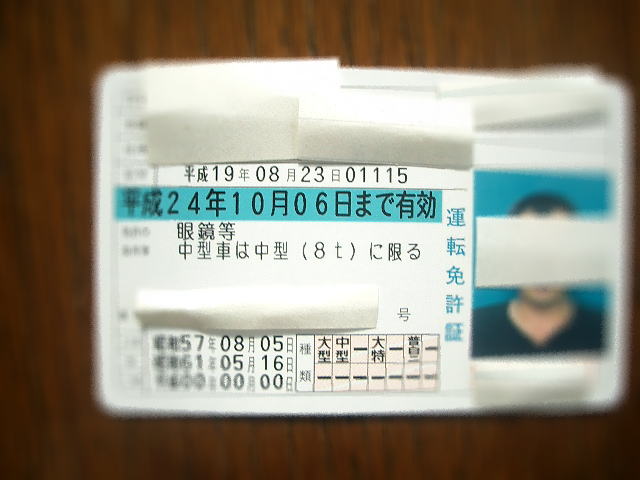 平成19年08月23日01115
平成24年10月06日まで有効
眼鏡等
中型車は中型(8t)に限る
運転免許証
号
昭和57年08月05日
昭和61年05月16日
平成00年00月00日
種類
大型 中型 大特 普自二